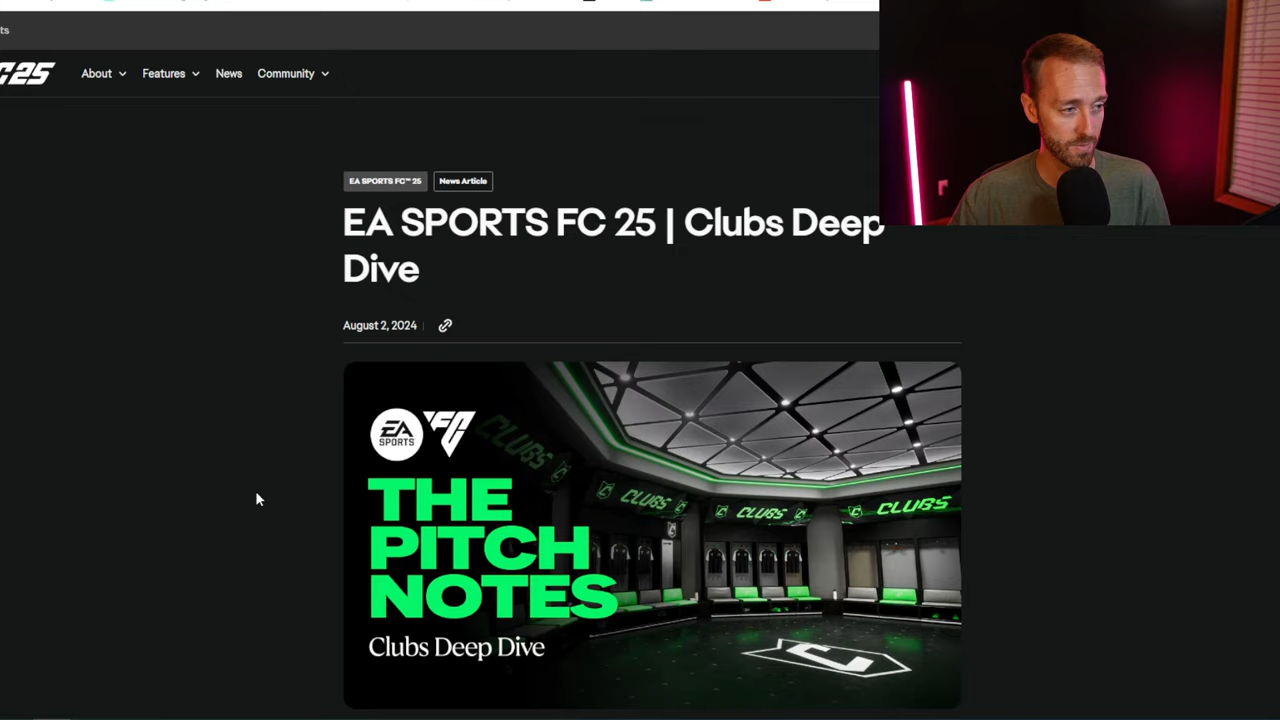 ts
FC25
About
Features
News
Community
EA SPORTS FC™ 25
News Article
EA SPORTS FC 25 | Clubs Deep
Dive
August 2, 2024
EA
SPORTS
FC
CLUBS
CLUBS
CLUBS
CLUBS
THE
PITCH
NOTES
Clubs Deep Dive